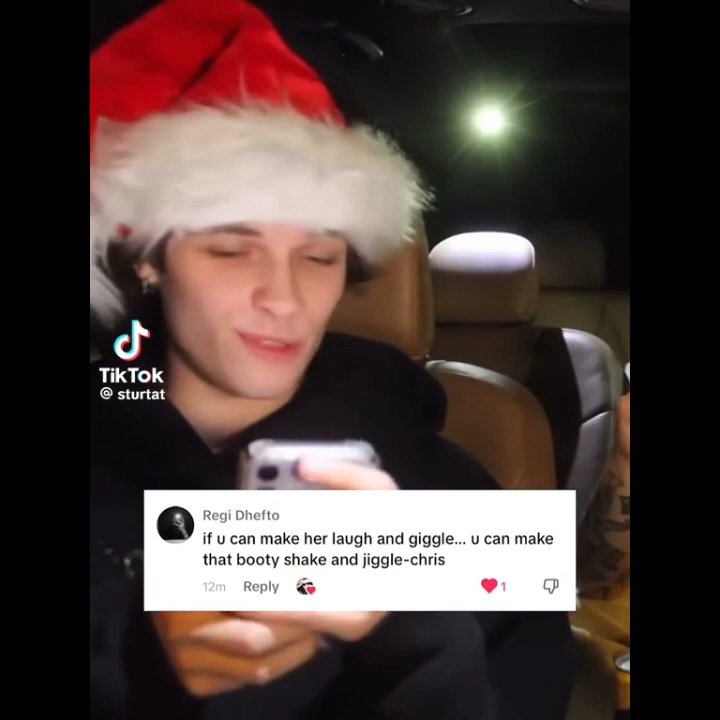 TikTok
@ sturtat
Regi Dhefto
if u can make her laugh and giggle... u can make
that booty shake and jiggle-chris
12m Reply
1